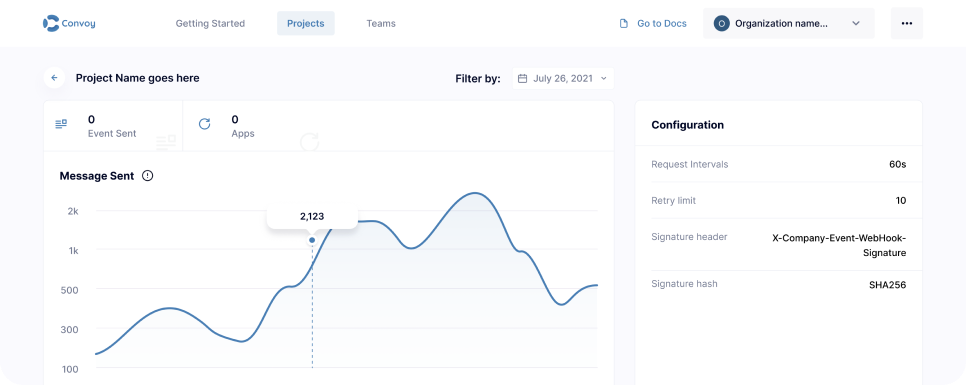 Convoy
Getting Started
Projects
Teams
Go to Docs
O
Organization name...
Project Name goes here
Filter by:
July 26, 2021
0
Event Sent
0
Apps
Message Sent
2k
1k
500
300
100
2,123
Configuration
Request Intervals
60s
Retry limit
10
Signature header
X-Company-Event-WebHook-
Signature
Signature hash
SHA256